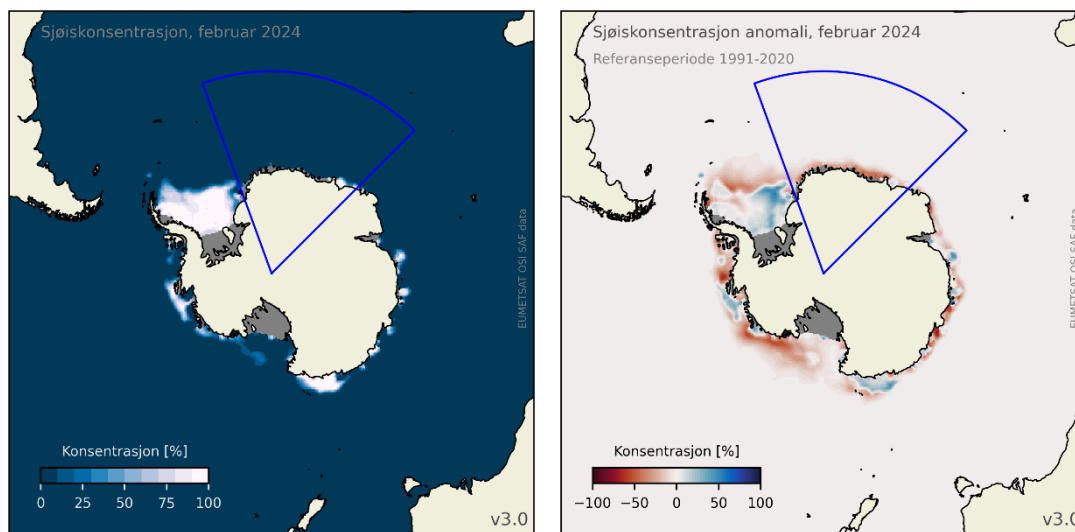 Sjøiskonsentrasjon, februar 2024
EUMETSAT OSI SAF data
Konsentrasjon [%]
0 25 50 75 100
v3.0
Sjøiskonsentrasjon anomali, februar 2024
Referanseperiode 1991-2020
EUMETSAT OSI SAF data
Konsentrasjon [%]
−100 −50 0 50 100
v3.0